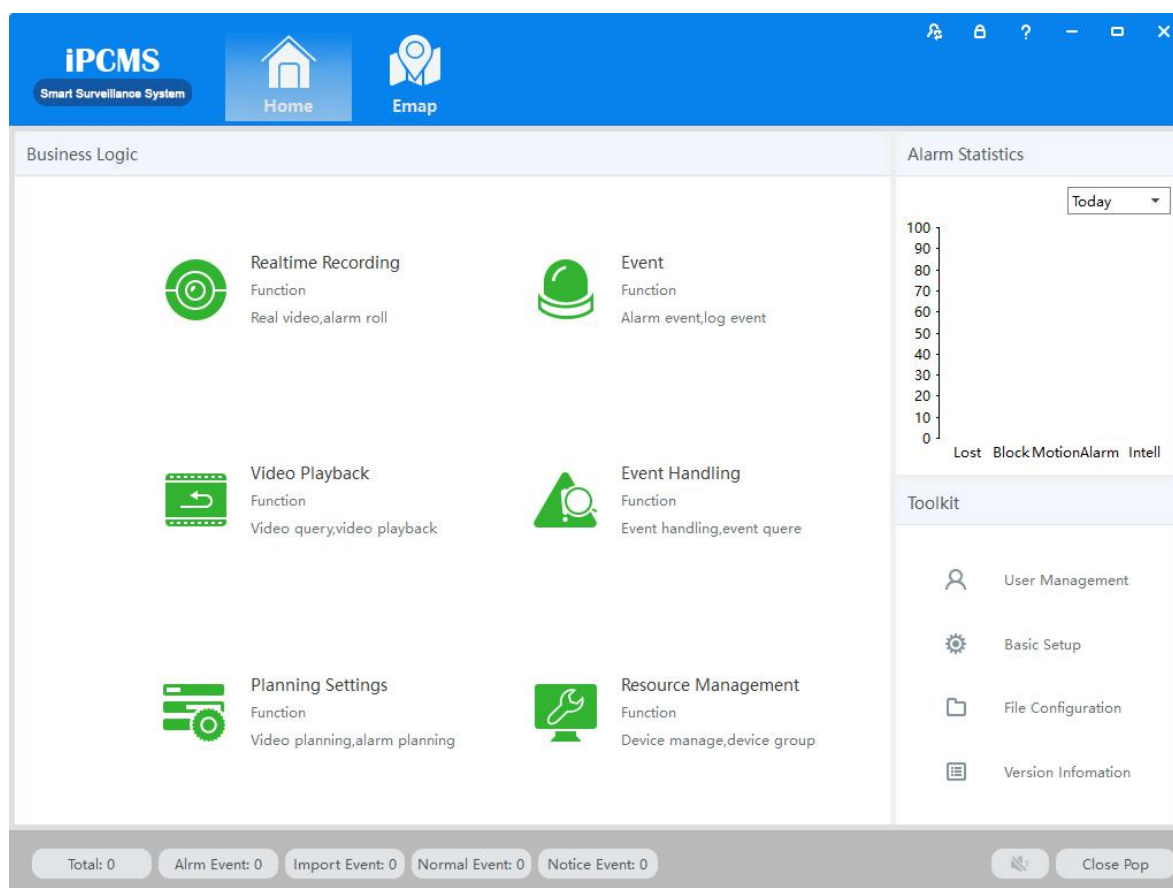 iPCMS
Smart Surveillance System
Home
Emap
?
Business Logic
Realtime Recording
Function
Real video,alarm roll
Event
Function
Alarm event,log event
Video Playback
Function
Video query,video playback
Event Handling
Function
Event handling,event quere
Planning Settings
Function
Video planning,alarm planning
Resource Management
Function
Device manage,device group
Alarm Statistics
Today
100
90
80
70
60
50
40
30
20
10
0
Lost Block MotionAlarm Intell
Toolkit
User Management
Basic Setup
File Configuration
Version Infomation
Total: 0 Alrm Event: 0 Import Event: 0 Normal Event: 0 Notice Event: 0 Close Pop